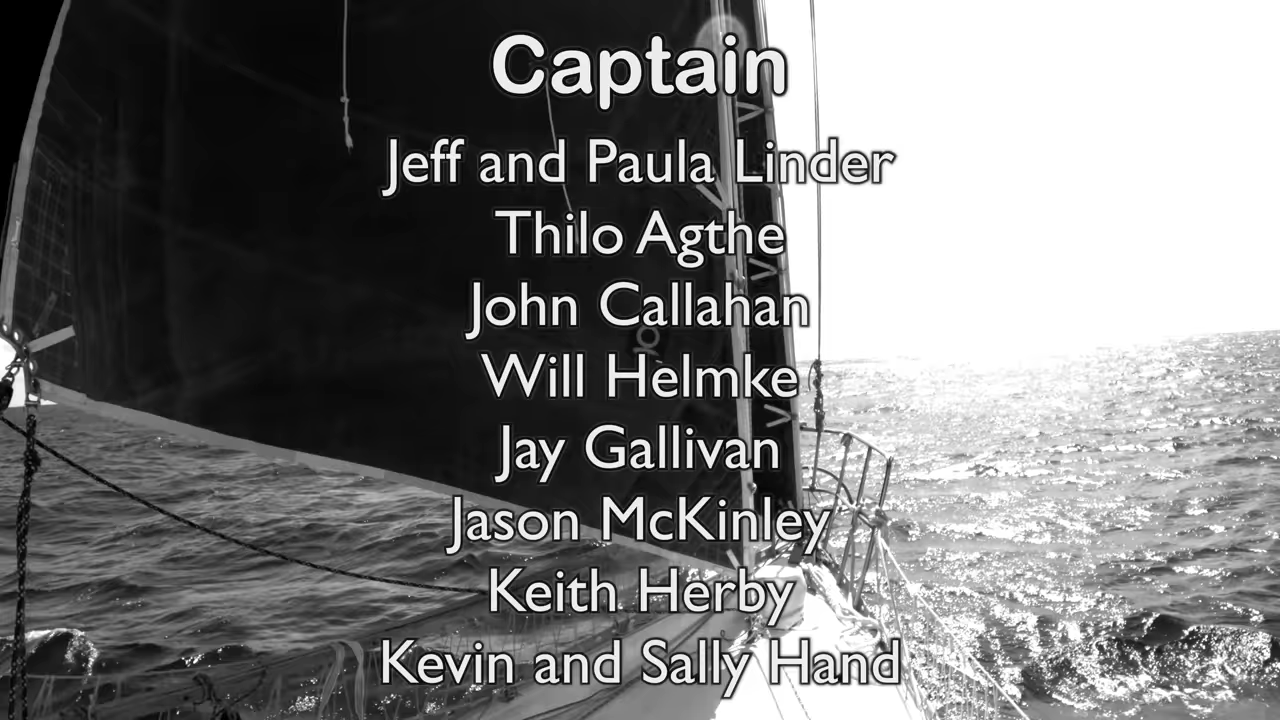 Captain
Jeff and Paula Linder
Thilo Agthe
John Callahan
Will Helmke
Jay Gallivan
Jason McKinley
Keith Herby
Kevin and Sally Hand